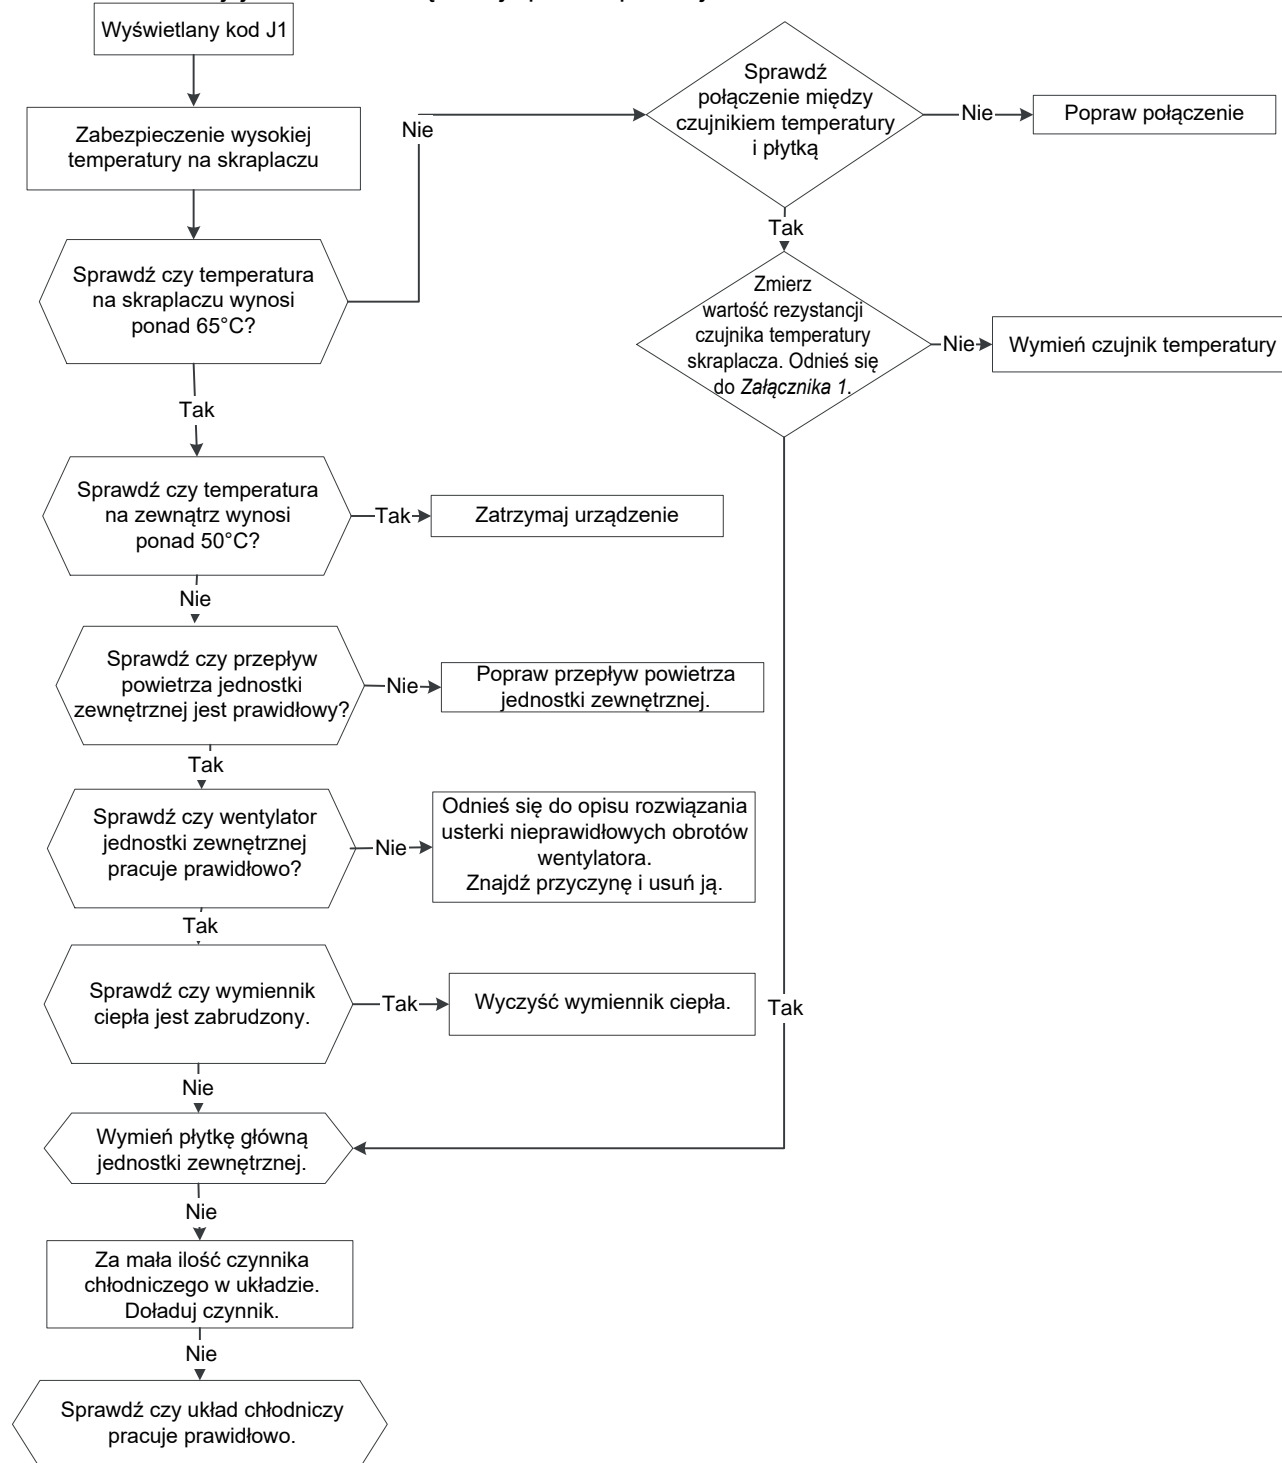 Wyświetlany kod J1
Zabezpieczenie wysokiej
temperatury na skraplaczu
Sprawdź czy temperatura
na skraplaczu wynosi
ponad 65°C?
Nie
Sprawdź
połączenie między
czujnikiem temperatury
i płytką
Nie
Popraw połączenie
Tak
Zmierz
wartość rezystancji
czujnika temperatury
skraplacza. Odnieś się
do Załącznika 1.
Nie
Wymień czujnik temperatury
Tak
Sprawdź czy temperatura
na zewnątrz wynosi
ponad 50°C?
Tak
Zatrzymaj urządzenie
Nie
Sprawdź czy przepływ
powietrza jednostki
zewnętrznej jest prawidłowy?
Nie
Popraw przepływ powietrza
jednostki zewnętrznej.
Tak
Sprawdź czy wentylator
jednostki zewnętrznej
pracuje prawidłowo?
Nie
Odnieś się do opisu rozwiązania
usterki nieprawidłowych obrotów
wentylatora.
Znajdź przyczynę i usuń ją.
Tak
Sprawdź czy wymiennik
ciepła jest zabrudzony.
Tak
Wyczyść wymiennik ciepła.
Tak
Nie
Wymień płytkę główną
jednostki zewnętrznej.
Nie
Za mała ilość czynnika
chłodniczego w układzie.
Doładuj czynnik.
Nie
Sprawdź czy układ chłodniczy
pracuje prawidłowo.